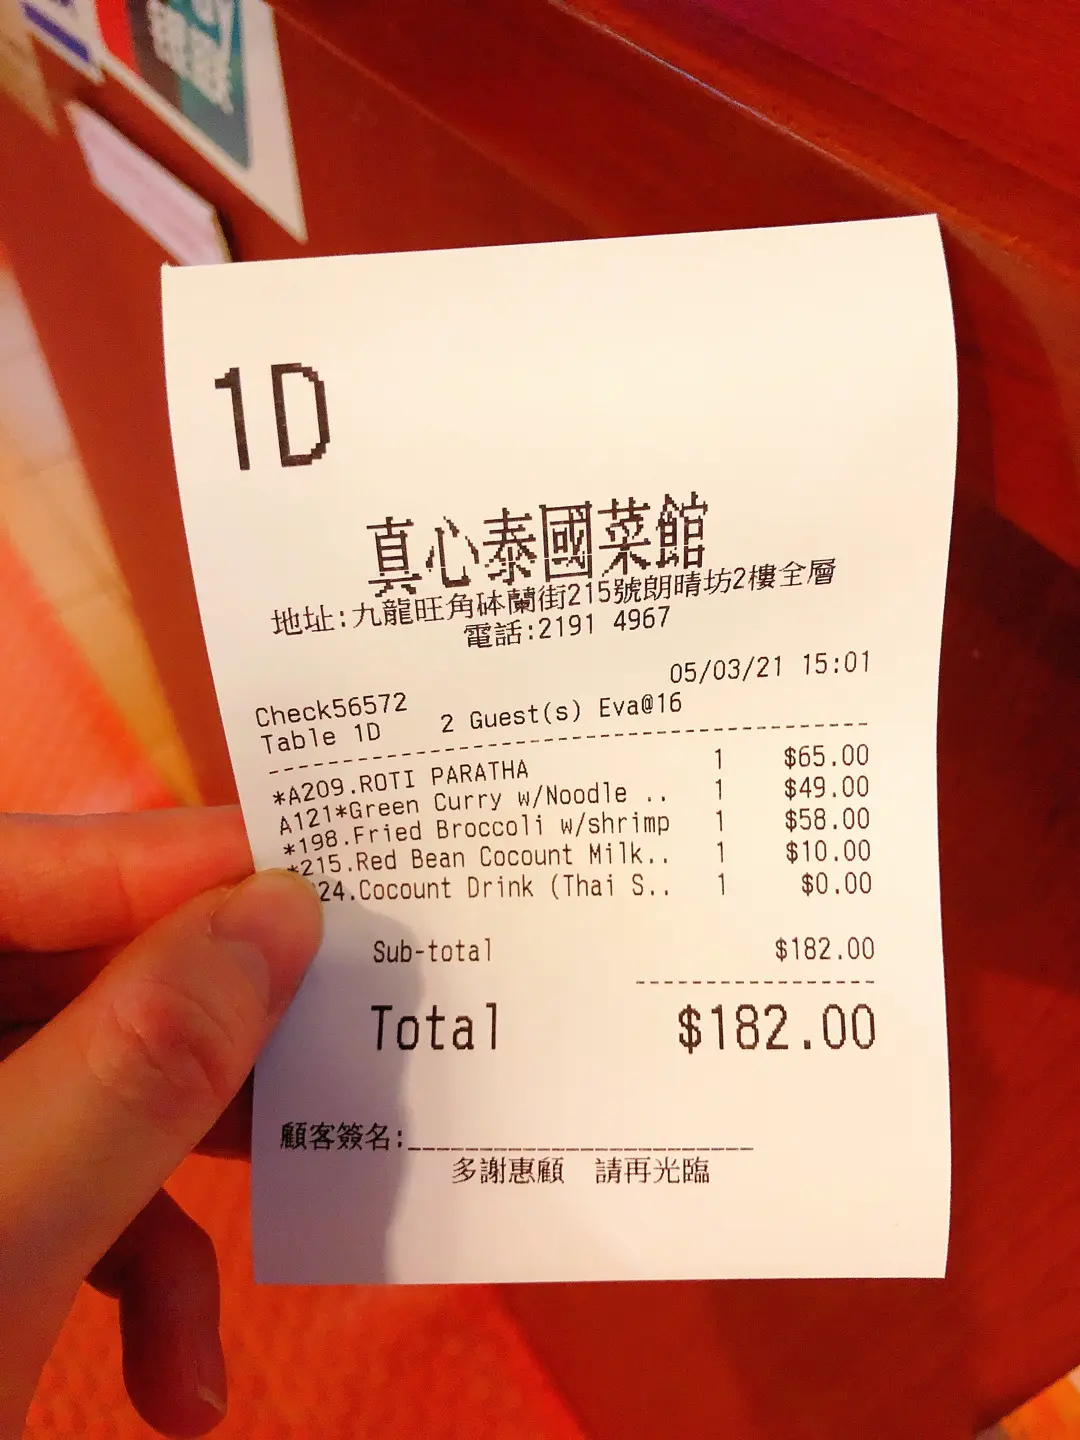 銀聯
1D
真心泰國菜館
地址:九龍旺角砵蘭街215號朗晴坊2樓全層
電話:2191 4967
05/03/21 15:01
Check56572
Table 1D 2 Guest(s) Eva@16
*A209.ROTI PARATHA 1 $65.00
A121*Green Curry w/Noodle .. 1 $49.00
*198.Fried Broccoli w/shrimp 1 $58.00
*215.Red Bean Cocount Milk.. 1 $10.00
24.Cocount Drink (Thai S.. 1 $0.00
Sub-total $182.00
Total $182.00
顧客簽名:
多謝惠顧 請再光臨